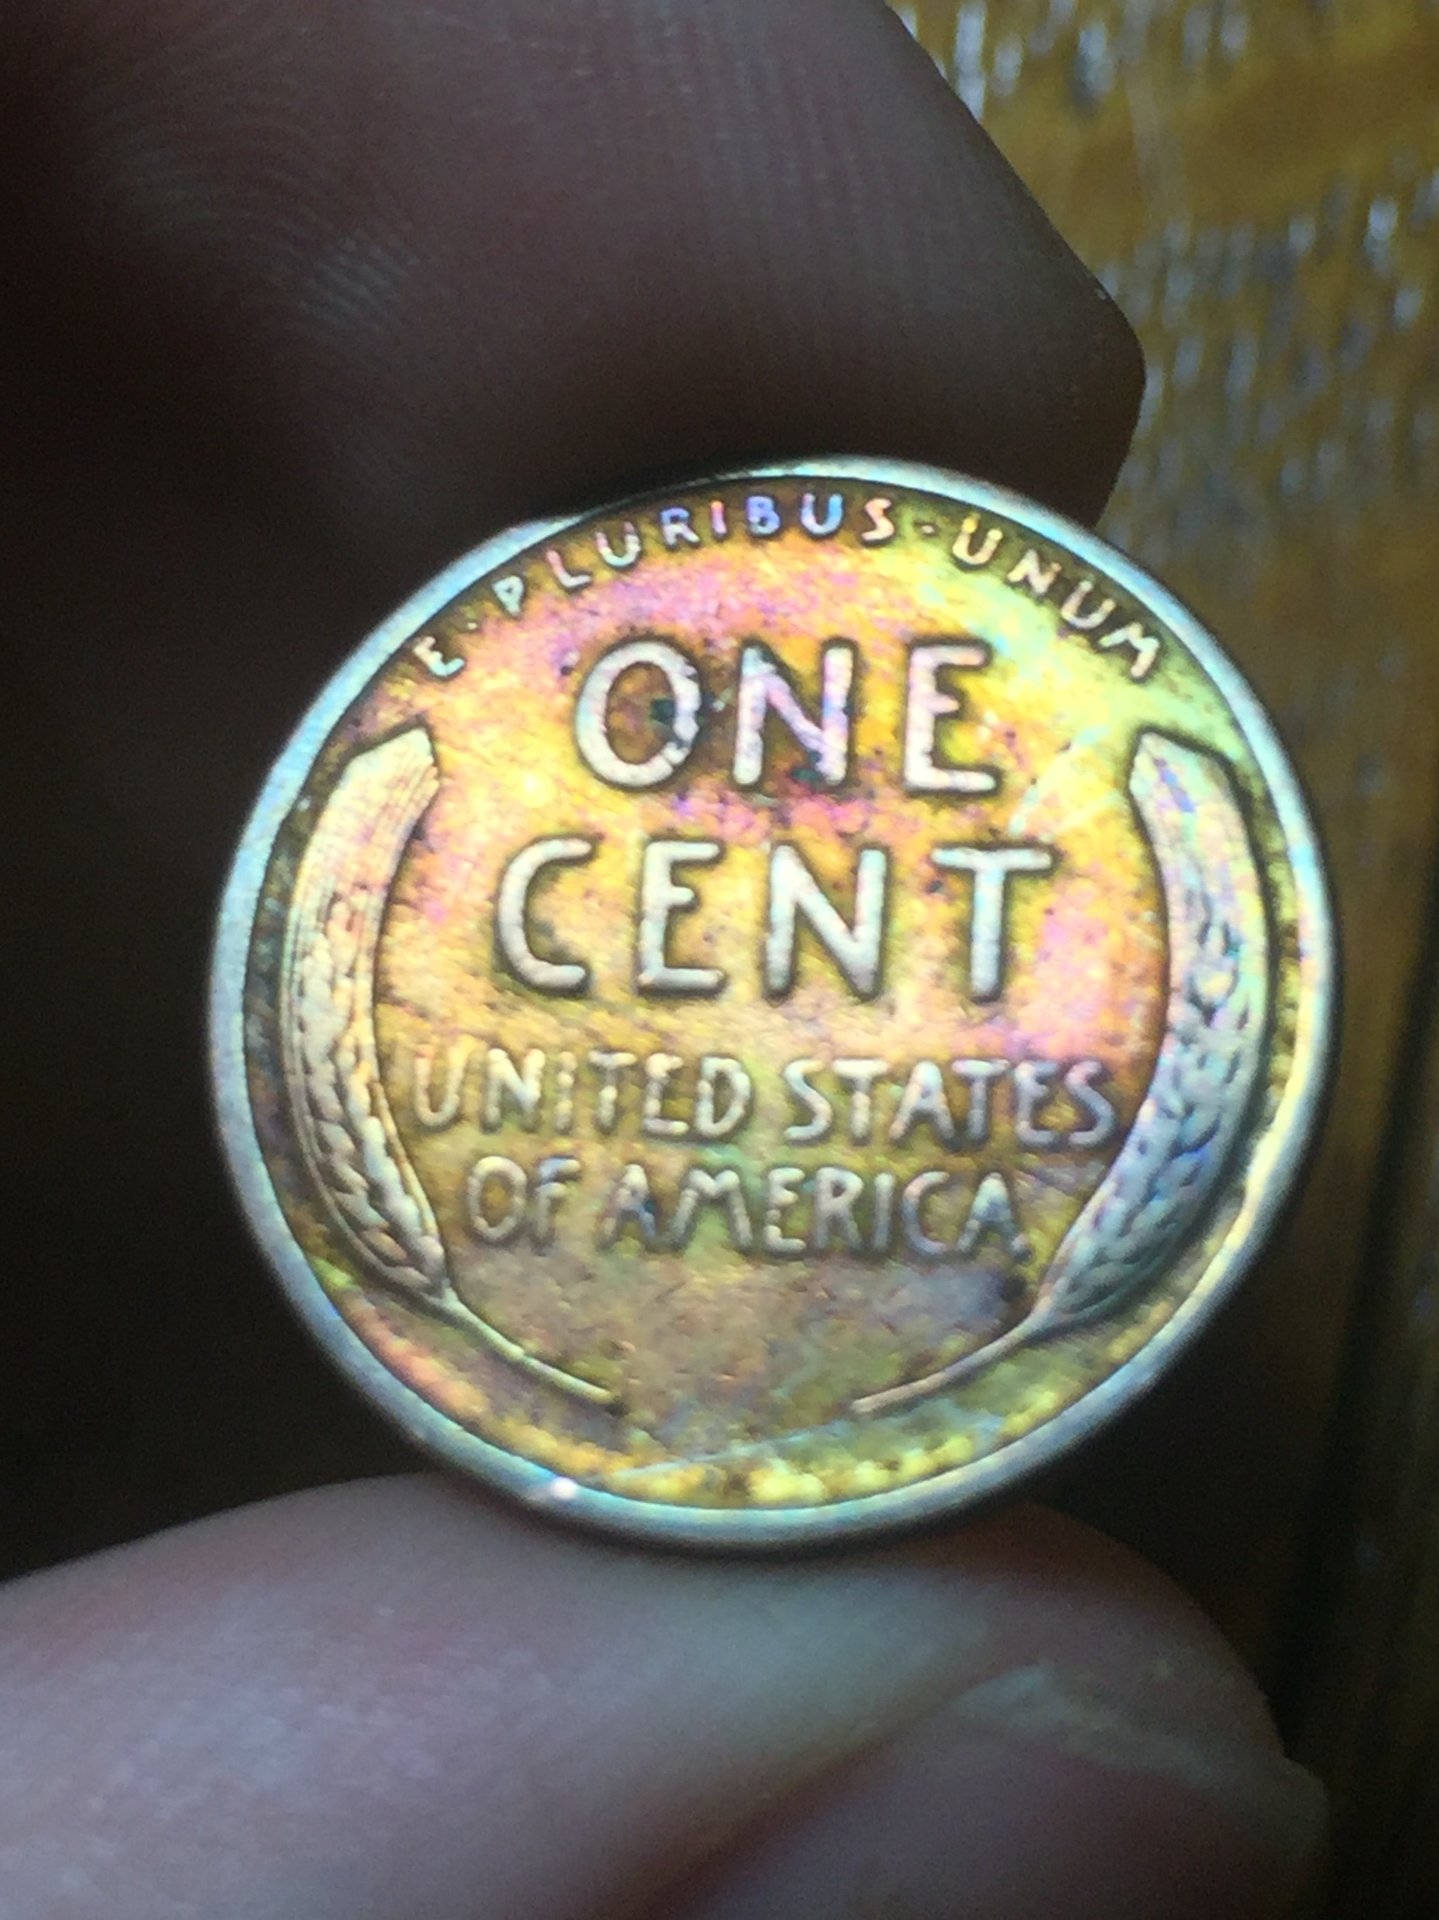 E · PLURIBUS · UNUM
ONE
CENT
UNITED STATES
OF AMERICA